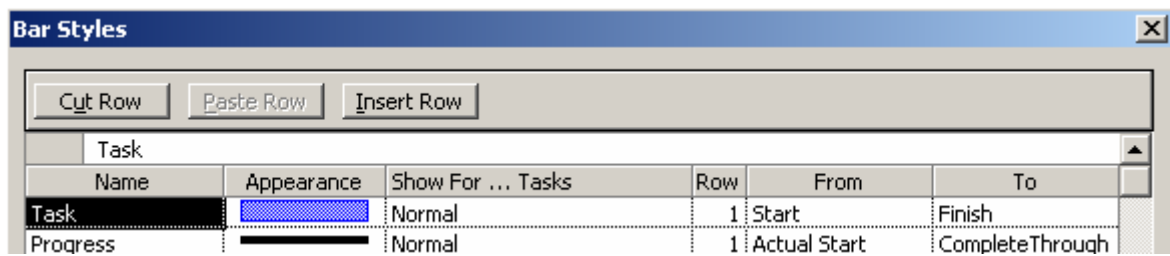 Bar Styles
Cut Row Paste Row Insert Row
Task
Name Appearance Show For ... Tasks Row From To
Task Normal 1 Start Finish
Progress Normal 1 Actual Start CompleteThrough